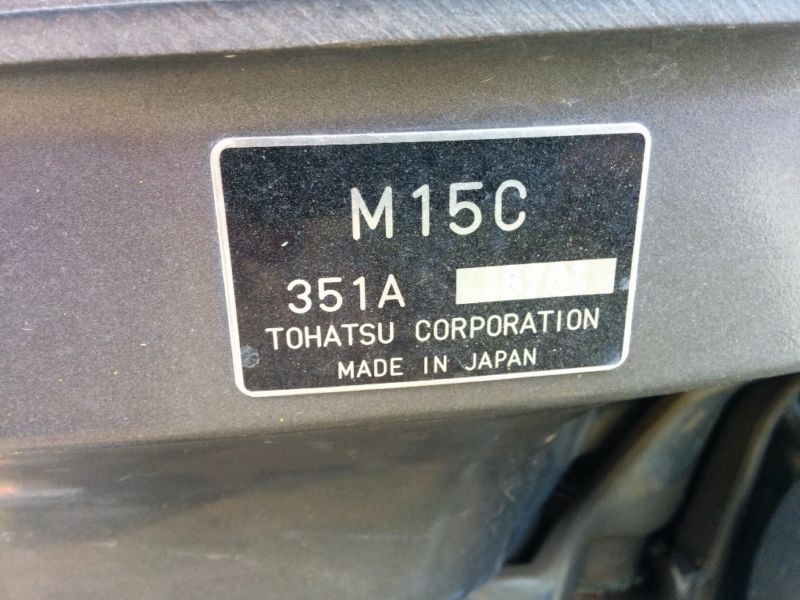 M15C
351A
TOHATSU CORPORATION
MADE IN JAPAN